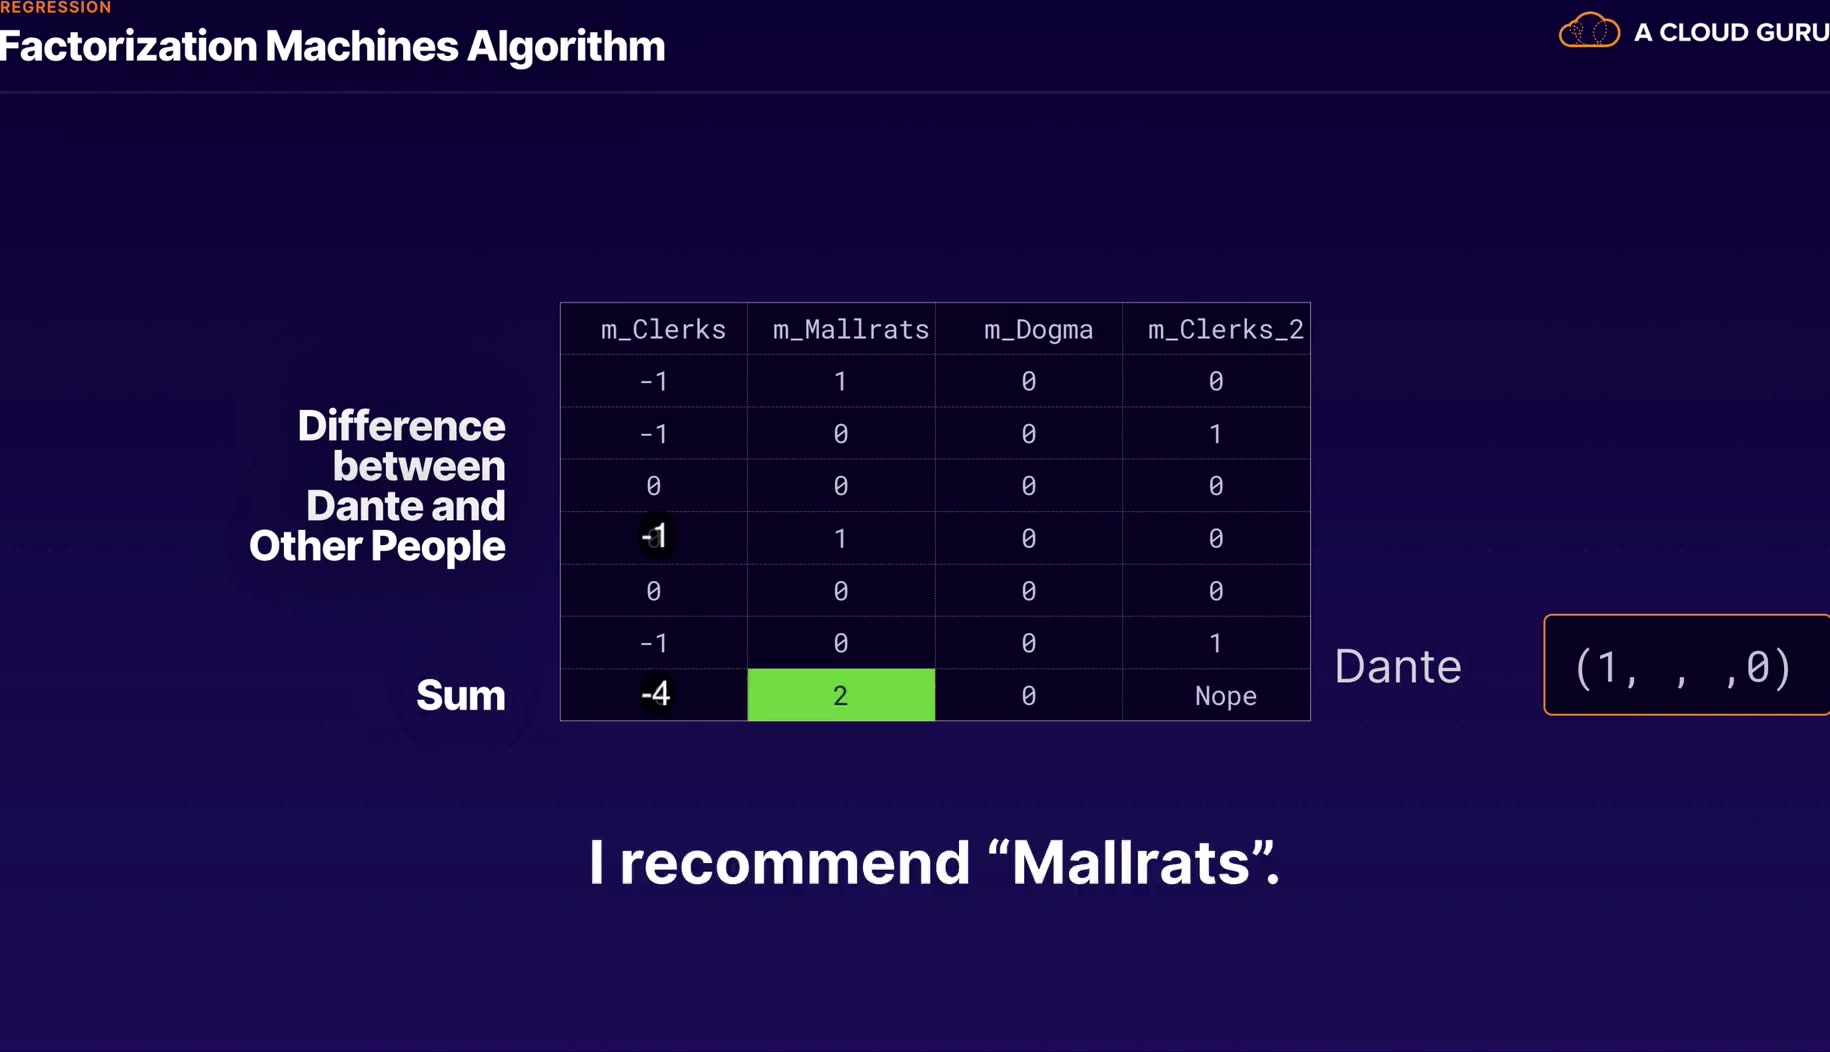 REGRESSION
Factorization Machines Algorithm
A CLOUD GURU
m_Clerks m_Mallrats m_Dogma m_Clerks_2
-1 1 0 0
-1 0 0 1
0 0 0 0
-1 1 0 0
0 0 0 0
-1 0 0 1
-4 2 0 Nope
Difference
between
Dante and
Other People
Sum
Dante
(1, , ,0)
I recommend “Mallrats”.